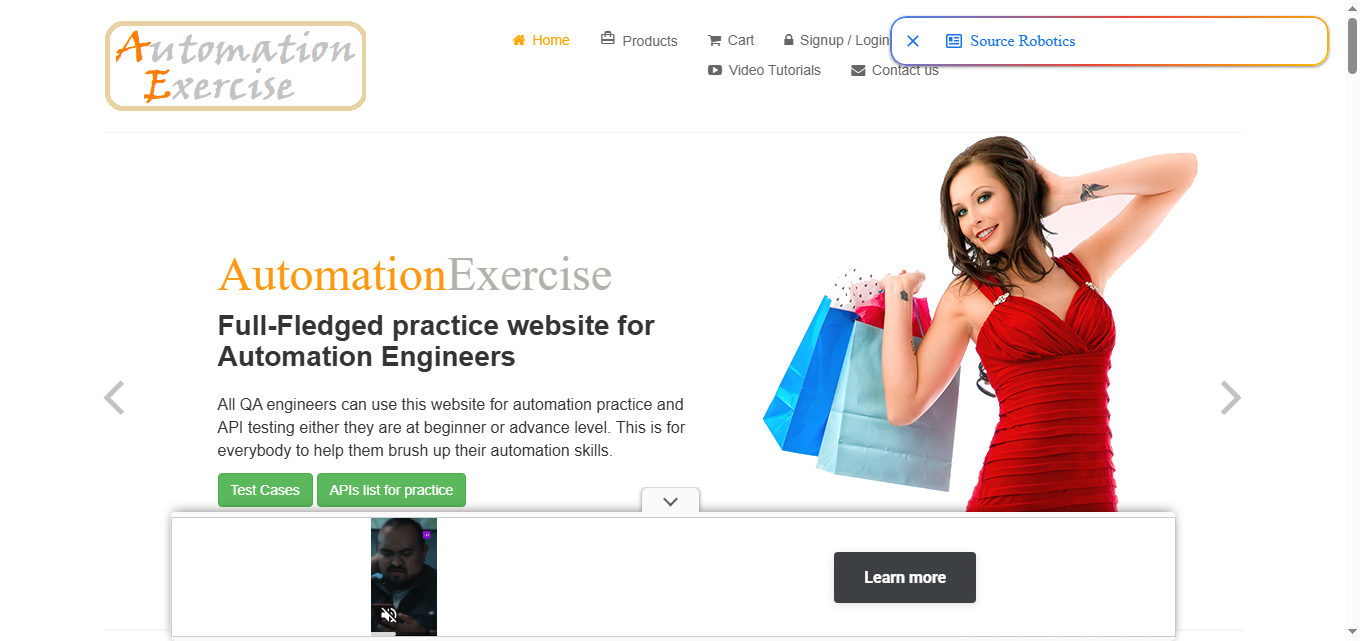 Automation
Exercise
Home
Products
Cart
Signup / Login
Source Robotics
Video Tutorials
Contact us
AutomationExercise
Full-Fledged practice website for
Automation Engineers
All QA engineers can use this website for automation practice and
API testing either they are at beginner or advance level. This is for
everybody to help them brush up their automation skills.
Test Cases
APIs list for practice
Learn more